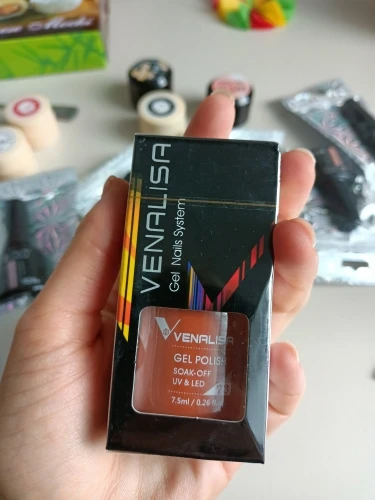 VENALISA
Gel Nails System
VENALISA
GEL POLISH
SOAK-OFF
UV & LED
7.5ml / 0.26